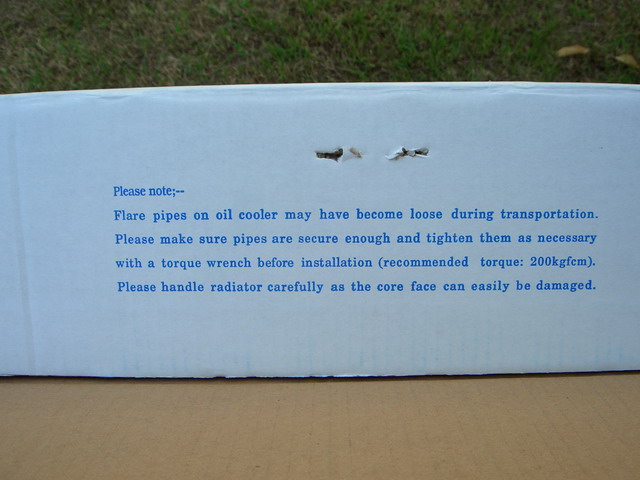 Please note;--
Flare pipes on oil cooler may have become loose during transportation.
Please make sure pipes are secure enough and tighten them as necessary
with a torque wrench before installation (recommended torque: 200kgfcm).
Please handle radiator carefully as the core face can easily be damaged.